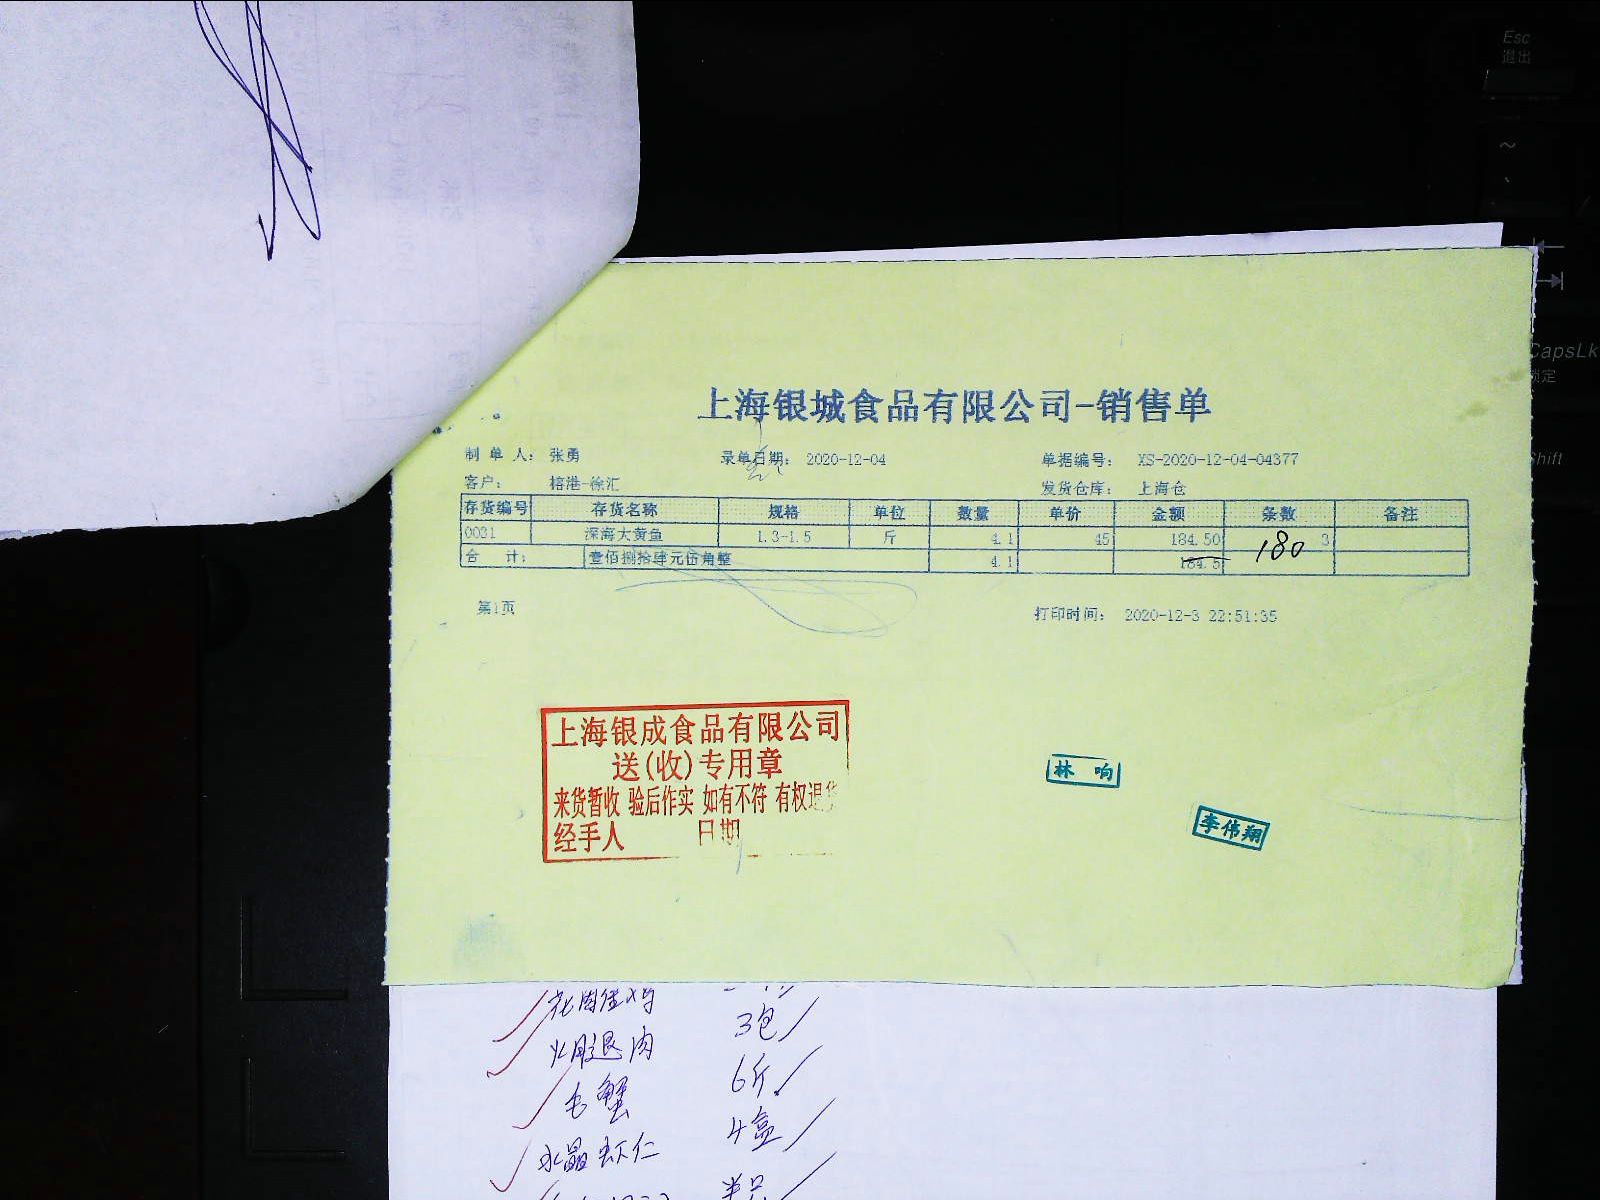 Esc
退出
~
CapsLk
锁定
Shift
上海银城食品有限公司-销售单
制单人： 张勇 录单日期： 2020-12-04 单据编号： XS-2020-12-04-04377
客户： 榕港-徐汇 发货仓库： 上海仓
存货编号 存货名称 规格 单位 数量 单价 金额 条数 备注
0031 深海大黄鱼 1.3-1.5 斤 4.1 45 184.50 3
180
合 计： 壹佰捌拾肆元伍角整 4.1 184.5
第1页 打印时间： 2020-12-3 22:51:35
上海银成食品有限公司
送(收)专用章
来货暂收 验后作实 如有不符 有权退货
经手人 日期
林 响
李伟翔
3包
火腿肉
毛蟹 6斤
水晶虾仁 4盒
半只